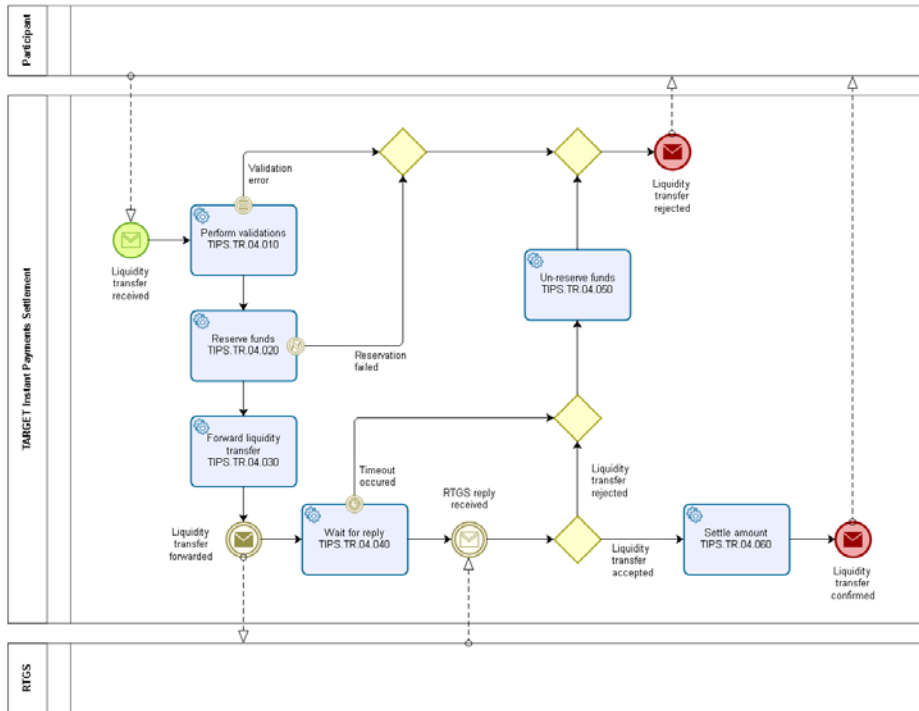 Participant
TARGET Instant Payments Settlement
Validation
error
Liquidity
transfer
rejected
Perform validations
TIPS.TR.04.010
Liquidity
transfer
received
Un-reserve funds
TIPS.TR.04.050
Reserve funds
TIPS.TR.04.020
Reservation
failed
Forward liquidity
transfer
TIPS.TR.04.030
Timeout
occured
RTGS reply
received
Liquidity
transfer
rejected
Liquidity
transfer
forwarded
Wait for reply
TIPS.TR.04.040
Liquidity
transfer
accepted
Settle amount
TIPS.TR.04.060
Liquidity
transfer
confirmed
RTGS